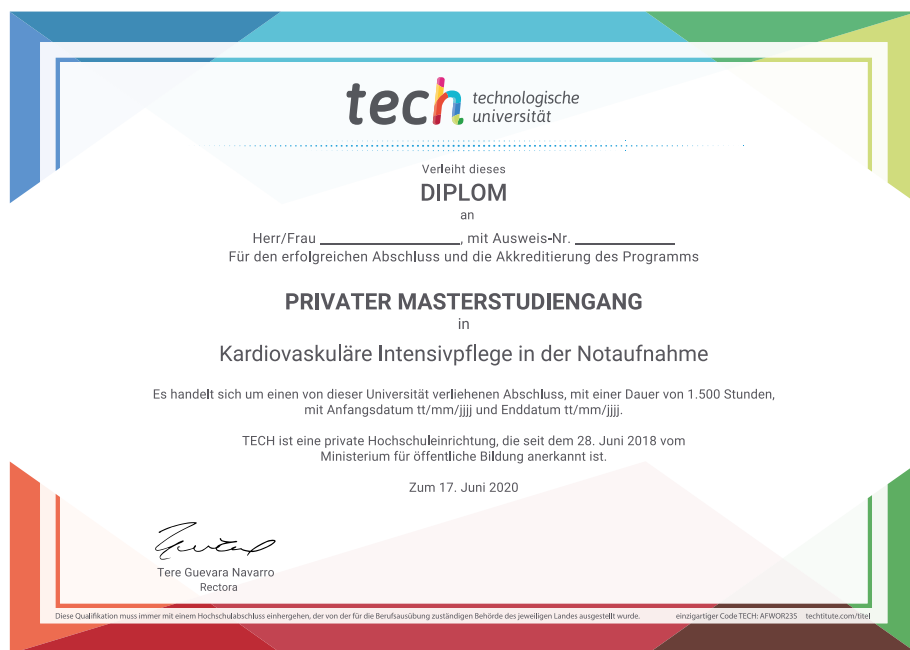 tech technologische
universität
Verleiht dieses
DIPLOM
an
Herr/Frau ____________________, mit Ausweis-Nr. __________________
Für den erfolgreichen Abschluss und die Akkreditierung des Programms
PRIVATER MASTERSTUDIENGANG
in
Kardiovaskuläre Intensivpflege in der Notaufnahme
Es handelt sich um einen von dieser Universität verliehenen Abschluss, mit einer Dauer von 1.500 Stunden,
mit Anfangsdatum tt/mm/jjjj und Enddatum tt/mm/jjjj.
TECH ist eine private Hochschuleinrichtung, die seit dem 28. Juni 2018 vom
Ministerium für öffentliche Bildung anerkannt ist.
Zum 17. Juni 2020
Tere Guevara Navarro
Rectora
Diese Qualifikation muss immer mit einem Hochschulabschluss einhergehen, der von der für die Berufsausübung zuständigen Behörde des jeweiligen Landes ausgestellt wurde. einzigartiger Code TECH: AFWOR235 techtitute.com/titel